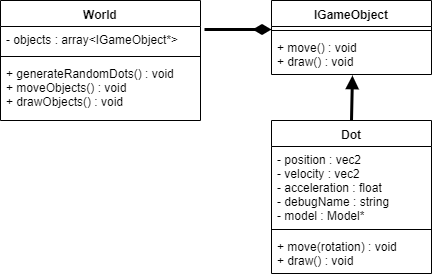 World
- objects : array<IGameObject*>
+ generateRandomDots() : void
+ moveObjects() : void
+ drawObjects() : void
IGameObject
+ move() : void
+ draw() : void
Dot
- position : vec2
- velocity : vec2
- acceleration : float
- debugName : string
- model : Model*
+ move(rotation) : void
+ draw() : void